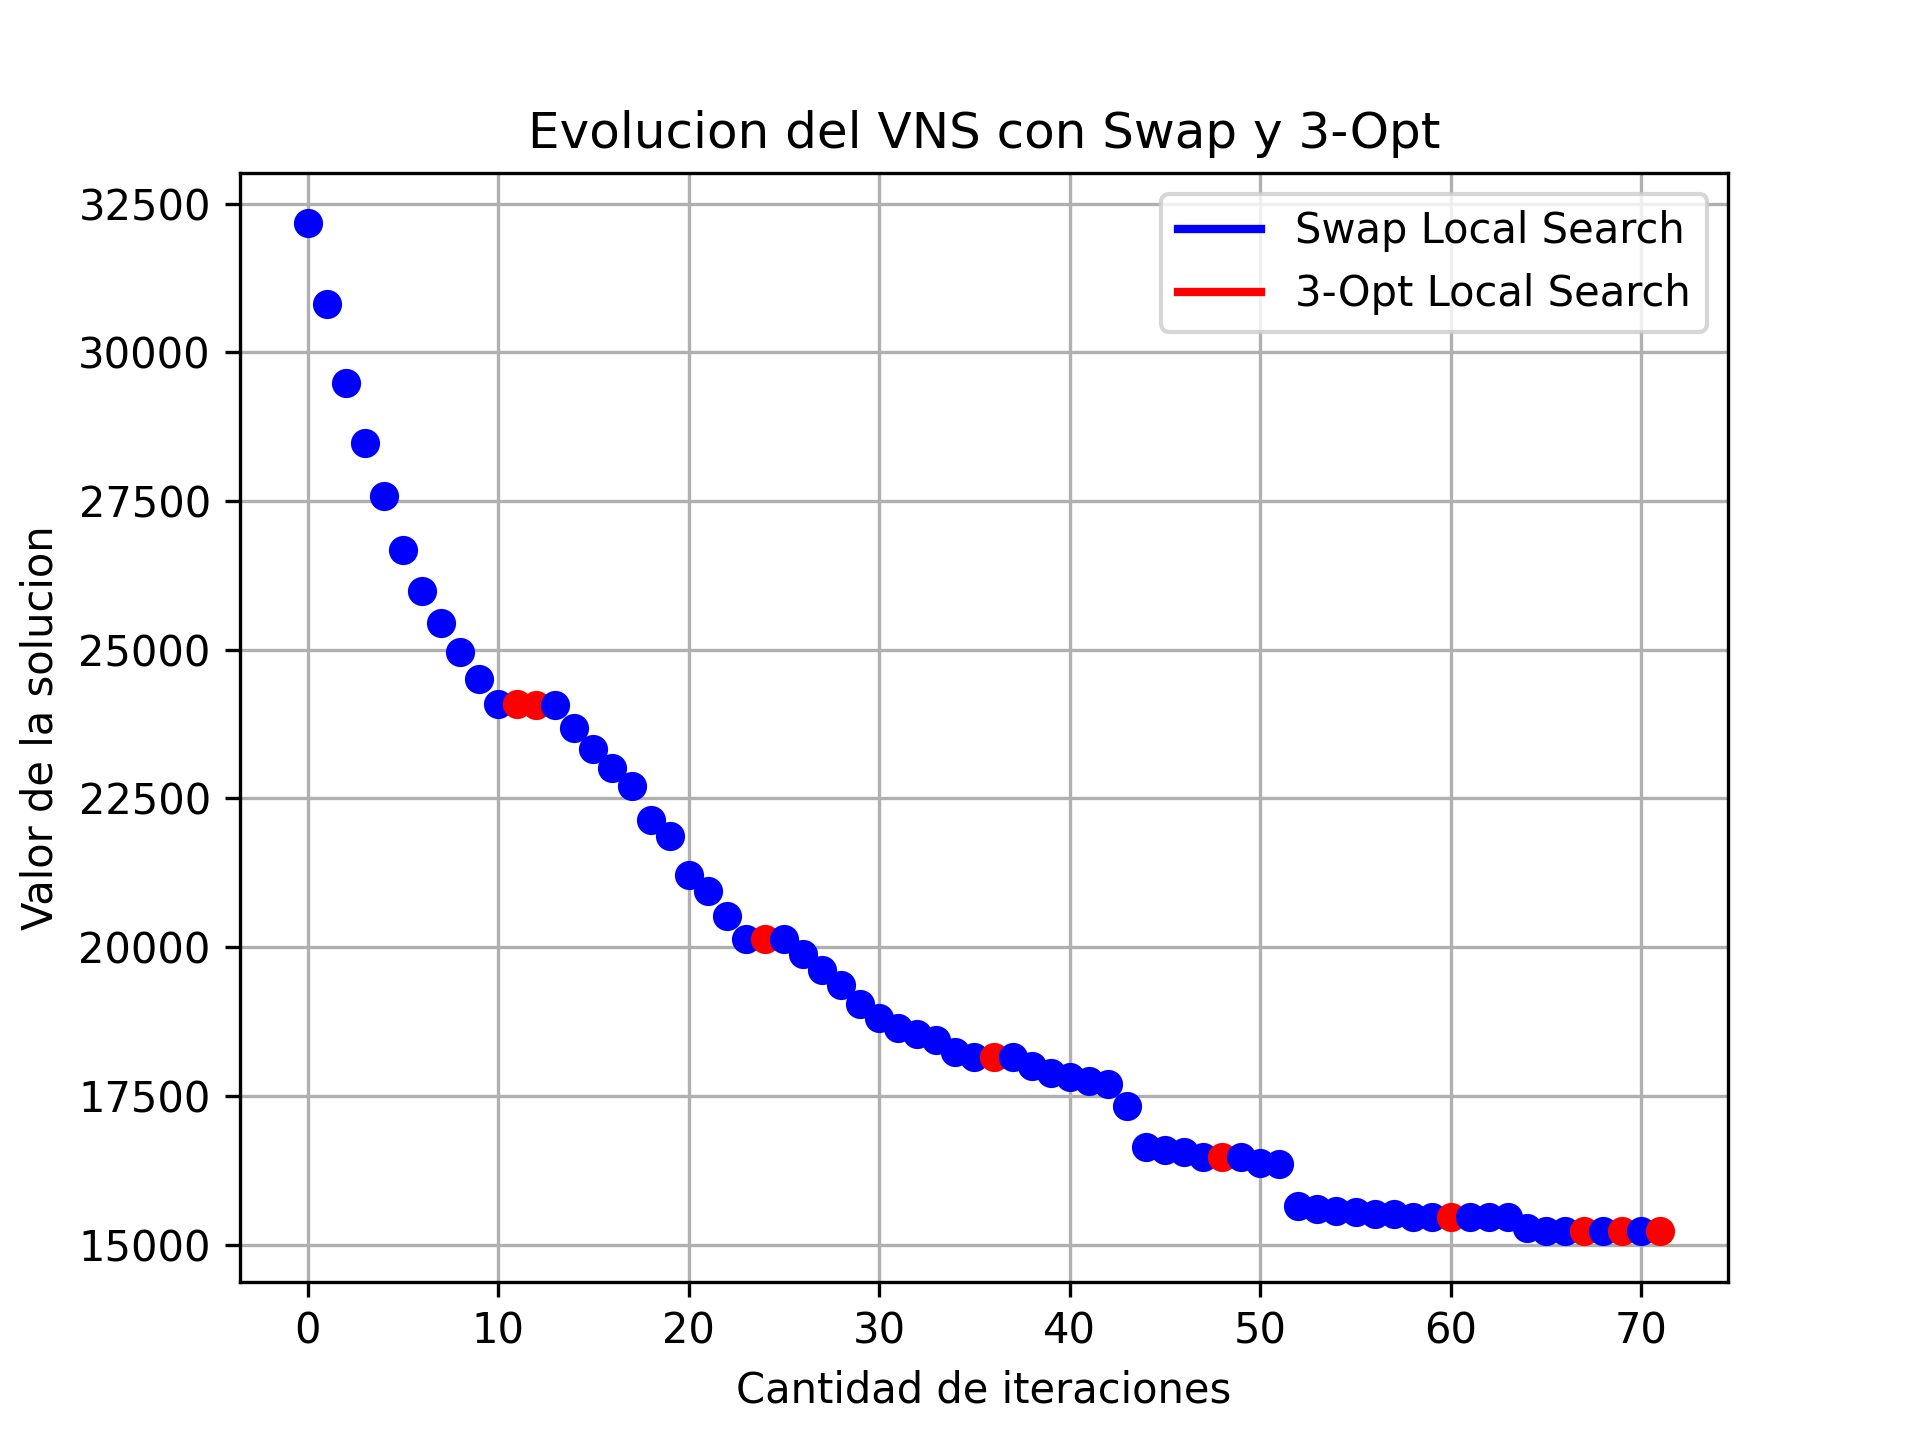 Evolucion del VNS con Swap y 3-Opt
Swap Local Search
3-Opt Local Search
Valor de la solucion
32500
30000
27500
25000
22500
20000
17500
15000
0 10 20 30 40 50 60 70
Cantidad de iteraciones